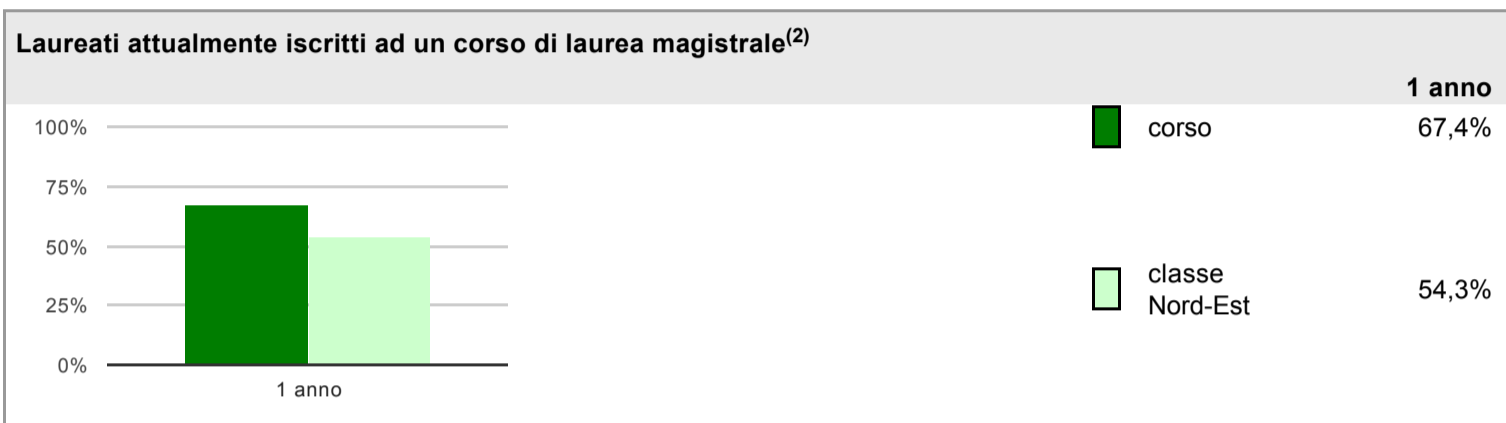 Laureati attualmente iscritti ad un corso di laurea magistrale(2)
1 anno
100%
75%
50%
25%
0%
1 anno
corso 67,4%
classe
Nord-Est 54,3%